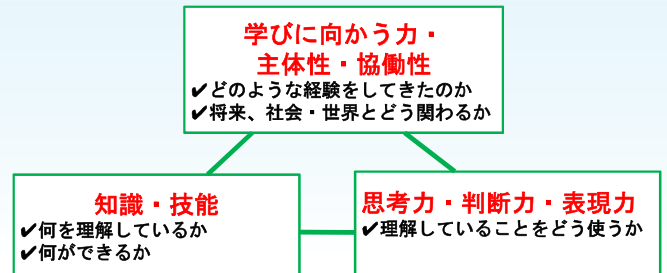 学びに向かう力・
主体性・協働性
✔どのような経験をしてきたのか
✔将来、社会・世界とどう関わるか
知識・技能
✔何を理解しているか
✔何ができるか
思考力・判断力・表現力
✔理解していることをどう使うか